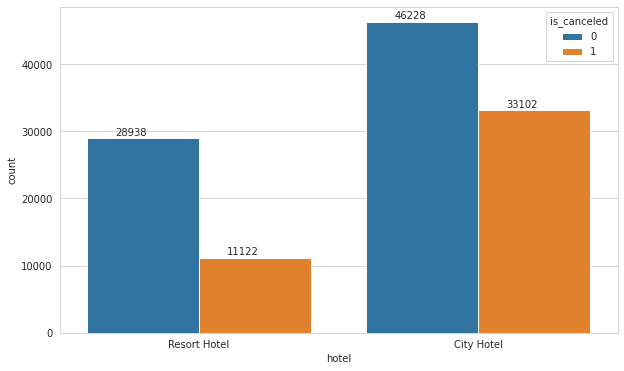 46228
is_canceled
0
1
40000
33102
30000
28938
count
20000
11122
10000
0
Resort Hotel
City Hotel
hotel